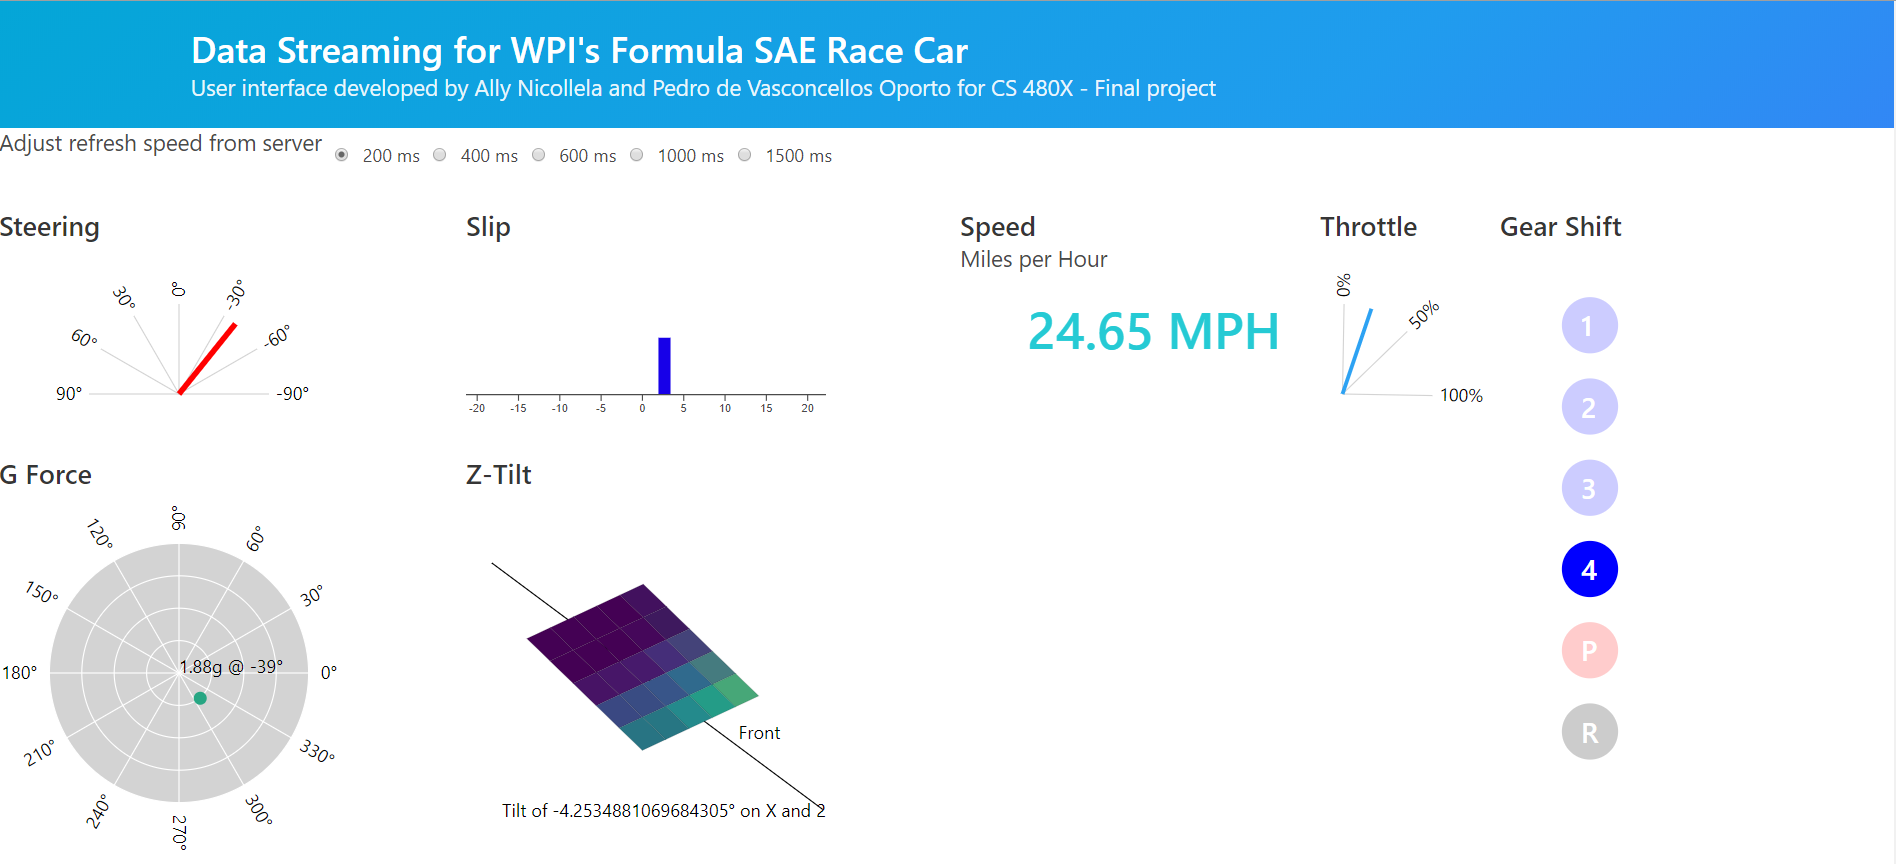 Data Streaming for WPI's Formula SAE Race Car
User interface developed by Ally Nicollela and Pedro de Vasconcellos Oporto for CS 480X - Final project
Adjust refresh speed from server 200 ms 400 ms 600 ms 1000 ms 1500 ms
Steering
90°
60°
30°
0°
-30°
-60°
-90°
Slip
-20 -15 -10 -5 0 5 10 15 20
Speed
Miles per Hour
24.65 MPH
Throttle
0%
50%
100%
Gear Shift
1
2
3
4
P
R
G Force
90°
60°
30°
0°
330°
300°
270°
240°
210°
180°
150°
120°
1.88g @ -39°
Z-Tilt
Front
Tilt of -4.2534881069684305° on X and 2